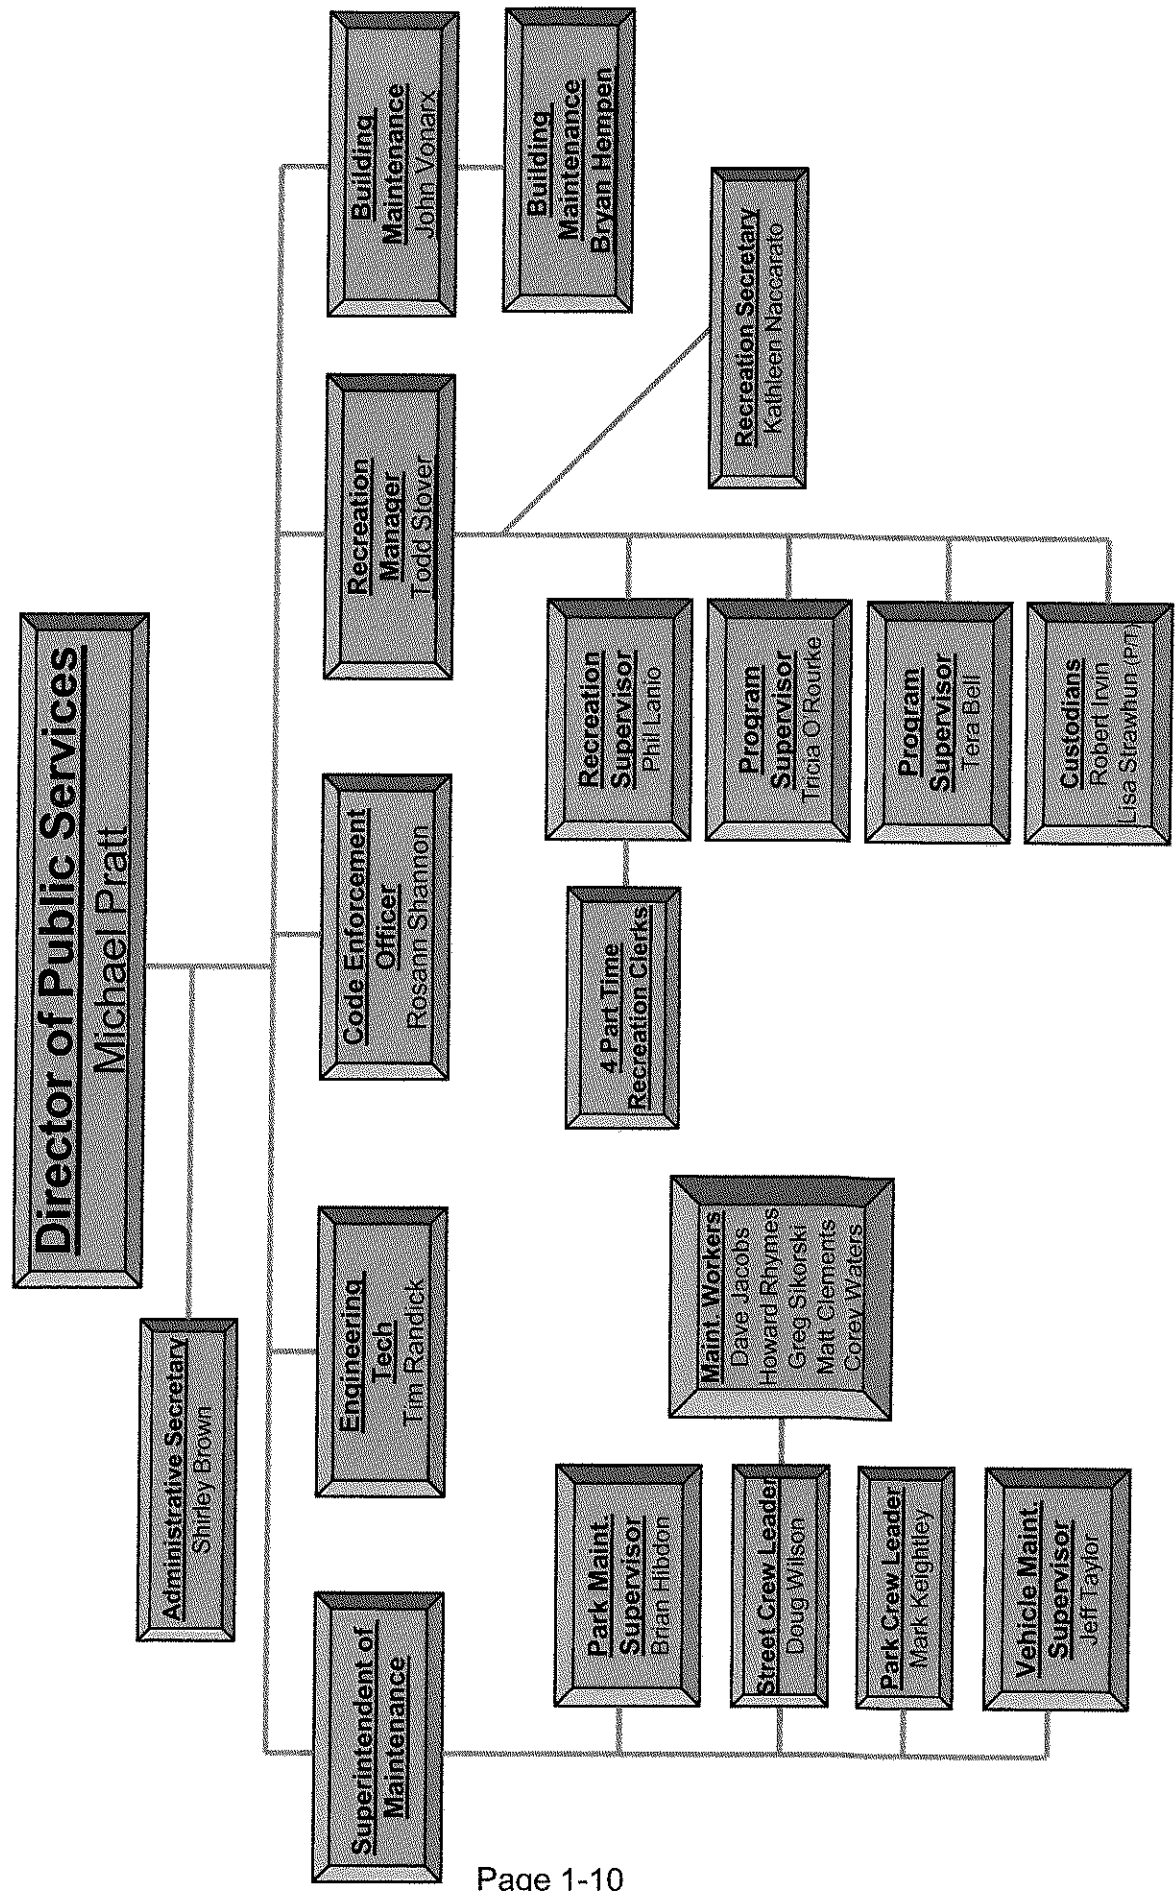 Director of Public Services
Michael Pratt
Administrative Secretary
Shirley Brown
Superintendent of
Maintenance
Engineering
Tech
Tim Randick
Code Enforcement
Officer
Rosann Shannon
Recreation
Manager
Todd Stover
Building
Maintenance
John Vonarx
Building
Maintenance
Bryan Hempen
Recreation Secretary
Kathleen Naccarato
Park Maint.
Supervisor
Brian Hibdon
Street Crew Leader
Doug Wilson
Park Crew Leader
Mark Keightley
Vehicle Maint.
Supervisor
Jeff Taylor
Maint. Workers
Dave Jacobs
Howard Rhymes
Greg Sikorski
Matt Clements
Corey Waters
4 Part Time
Recreation Clerks
Recreation
Supervisor
Phil Lanio
Program
Supervisor
Tricia O'Rourke
Program
Supervisor
Tera Bell
Custodians
Robert Irvin
Lisa Strawhun (PT)
Page 1-10